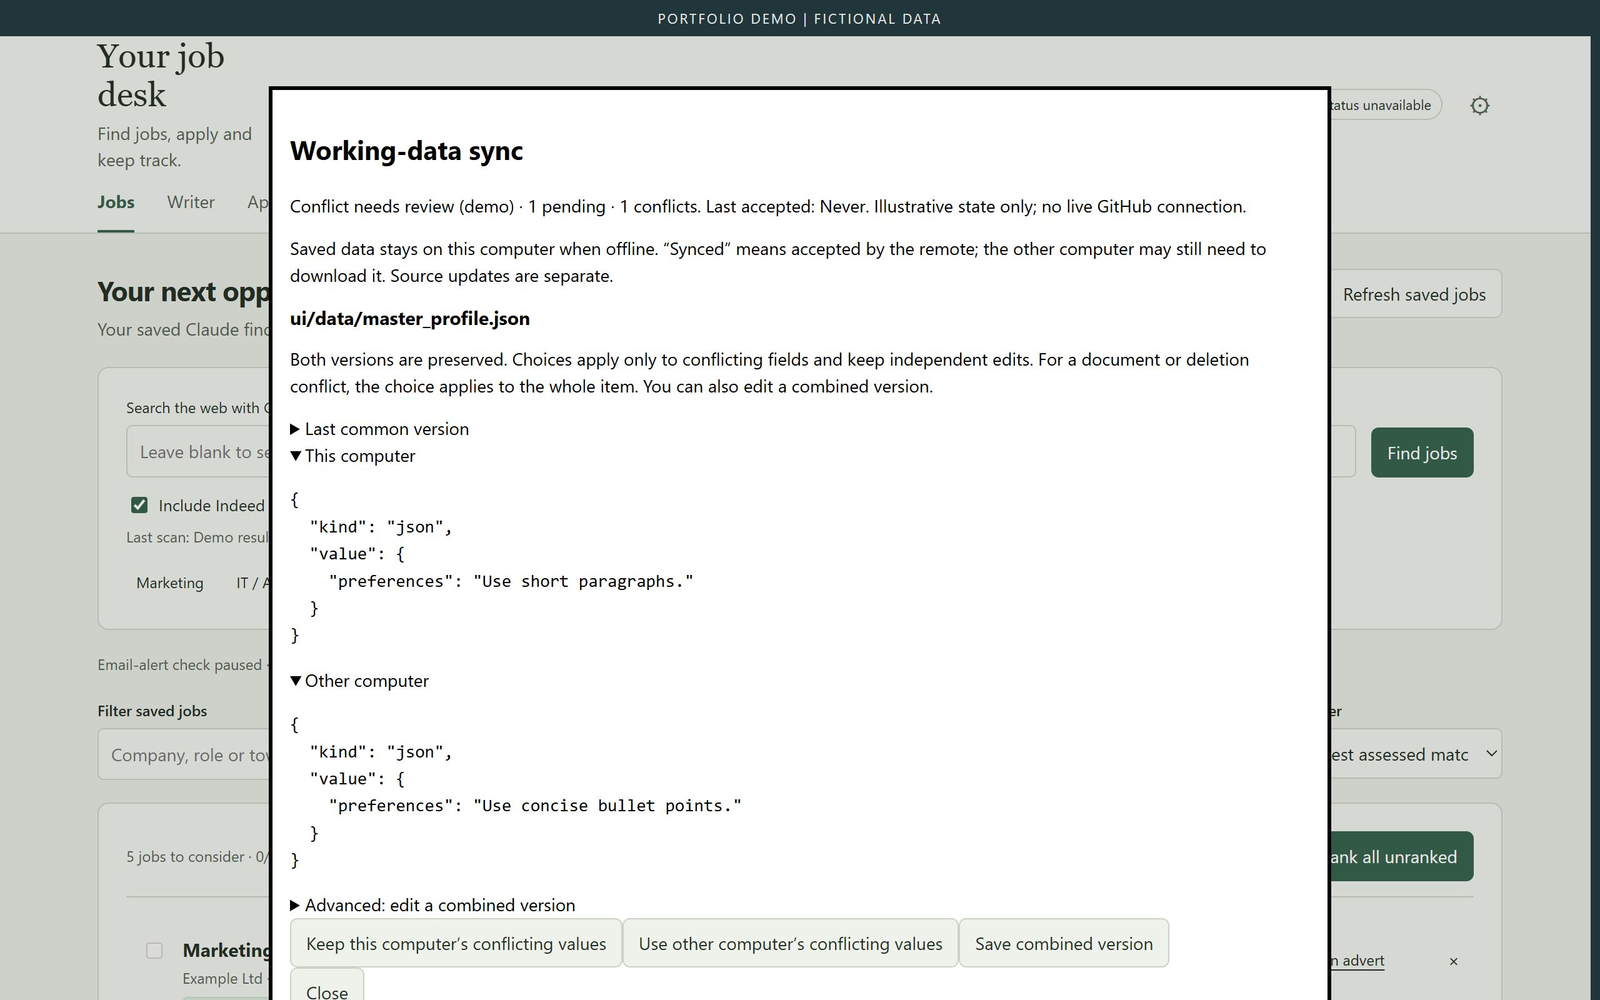 PORTFOLIO DEMO | FICTIONAL DATA
Your job
desk
Find jobs, apply and
keep track.
tatus unavailable
Jobs Writer Ap
Working-data sync
Conflict needs review (demo) · 1 pending · 1 conflicts. Last accepted: Never. Illustrative state only; no live GitHub connection.
Saved data stays on this computer when offline. “Synced” means accepted by the remote; the other computer may still need to
download it. Source updates are separate.
ui/data/master_profile.json
Both versions are preserved. Choices apply only to conflicting fields and keep independent edits. For a document or deletion
conflict, the choice applies to the whole item. You can also edit a combined version.
Last common version
This computer
{
"kind": "json",
"value": {
"preferences": "Use short paragraphs."
}
}
Other computer
{
"kind": "json",
"value": {
"preferences": "Use concise bullet points."
}
}
Advanced: edit a combined version
Keep this computer’s conflicting values Use other computer’s conflicting values Save combined version
Close
Your next opp
Your saved Claude find
Refresh saved jobs
Search the web with C
Leave blank to se
Find jobs
Include Indeed
Last scan: Demo resul
Marketing IT / A
Email-alert check paused
Filter saved jobs
er
Company, role or tow
est assessed matc
5 jobs to consider · 0/
ank all unranked
Marketing
Example Ltd ·
n advert ×